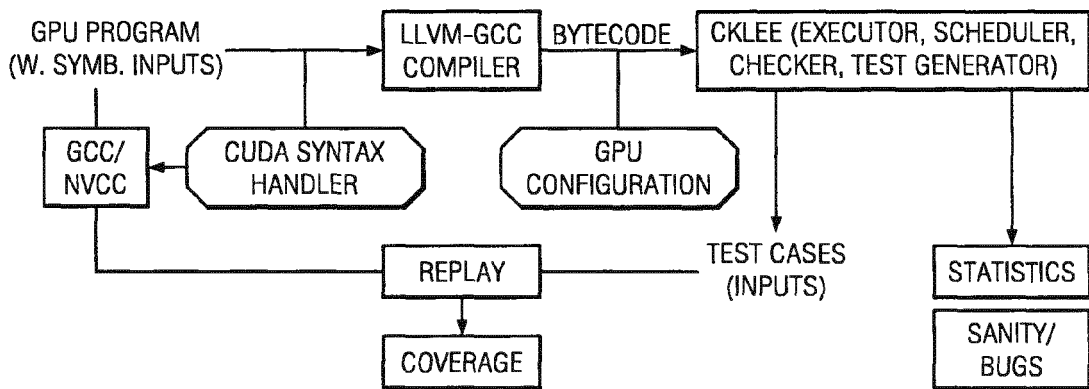 GPU PROGRAM
(W. SYMB. INPUTS)
LLVM-GCC
COMPILER
BYTECODE
CKLEE (EXECUTOR, SCHEDULER,
CHECKER, TEST GENERATOR)
GCC/
NVCC
CUDA SYNTAX
HANDLER
GPU
CONFIGURATION
REPLAY
TEST CASES
(INPUTS)
STATISTICS
COVERAGE
SANITY/
BUGS